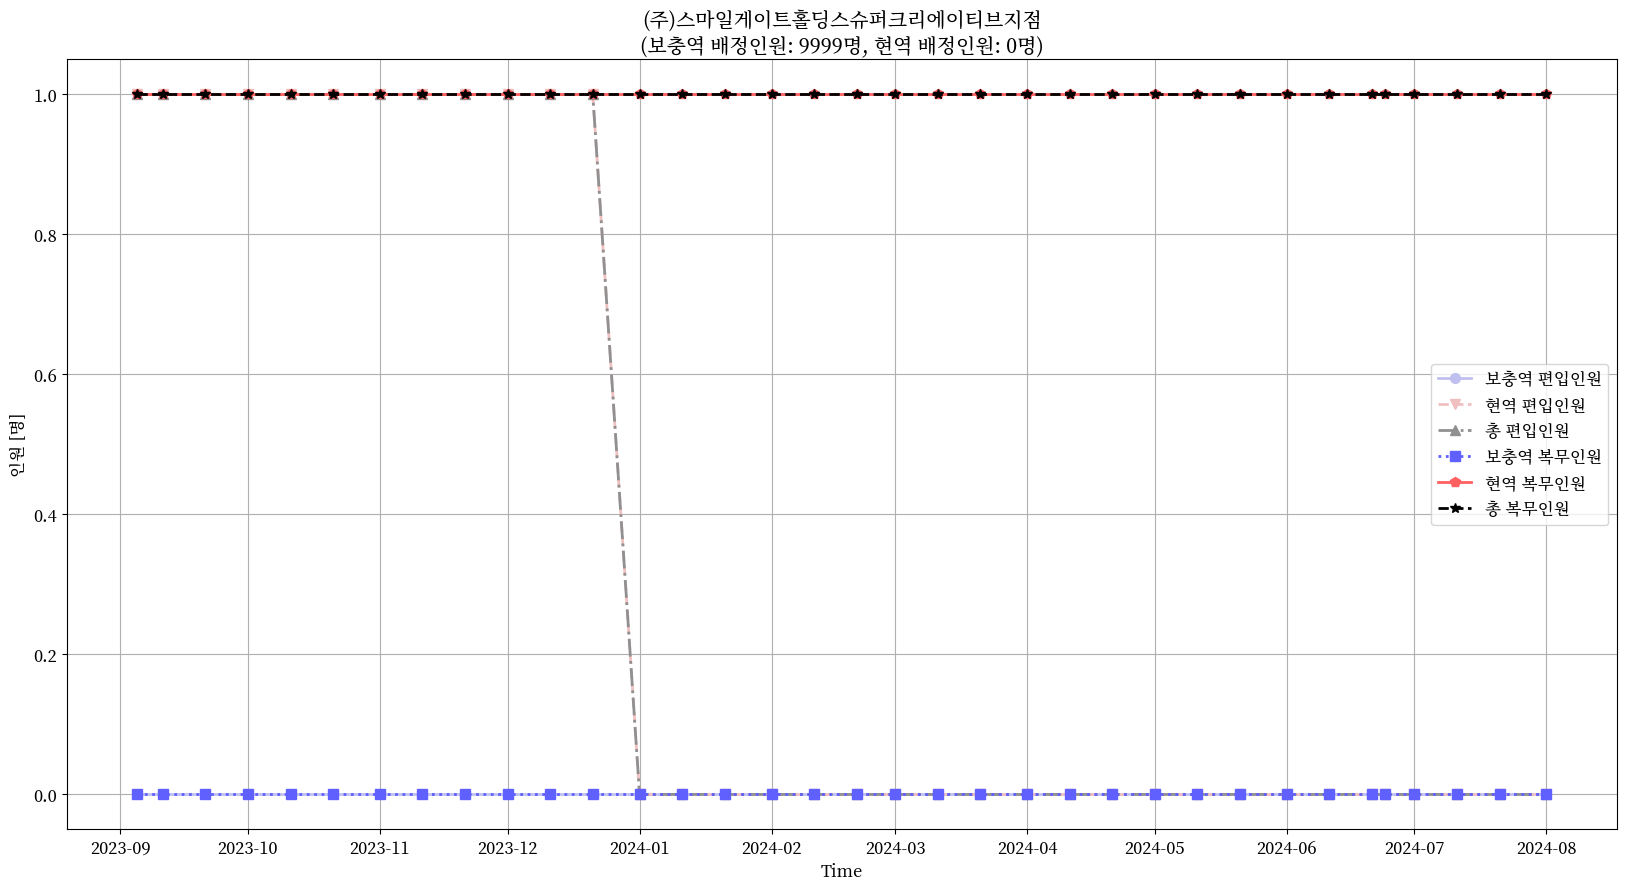 (주)스마일게이트홀딩스슈퍼크리에이티브지점
(보충역 배정인원: 9999명, 현역 배정인원: 0명)
인원 [명]
1.0
0.8
0.6
0.4
0.2
0.0
보충역 편입인원
현역 편입인원
총 편입인원
보충역 복무인원
현역 복무인원
총 복무인원
2023-09 2023-10 2023-11 2023-12 2024-01 2024-02 2024-03 2024-04 2024-05 2024-06 2024-07 2024-08
Time